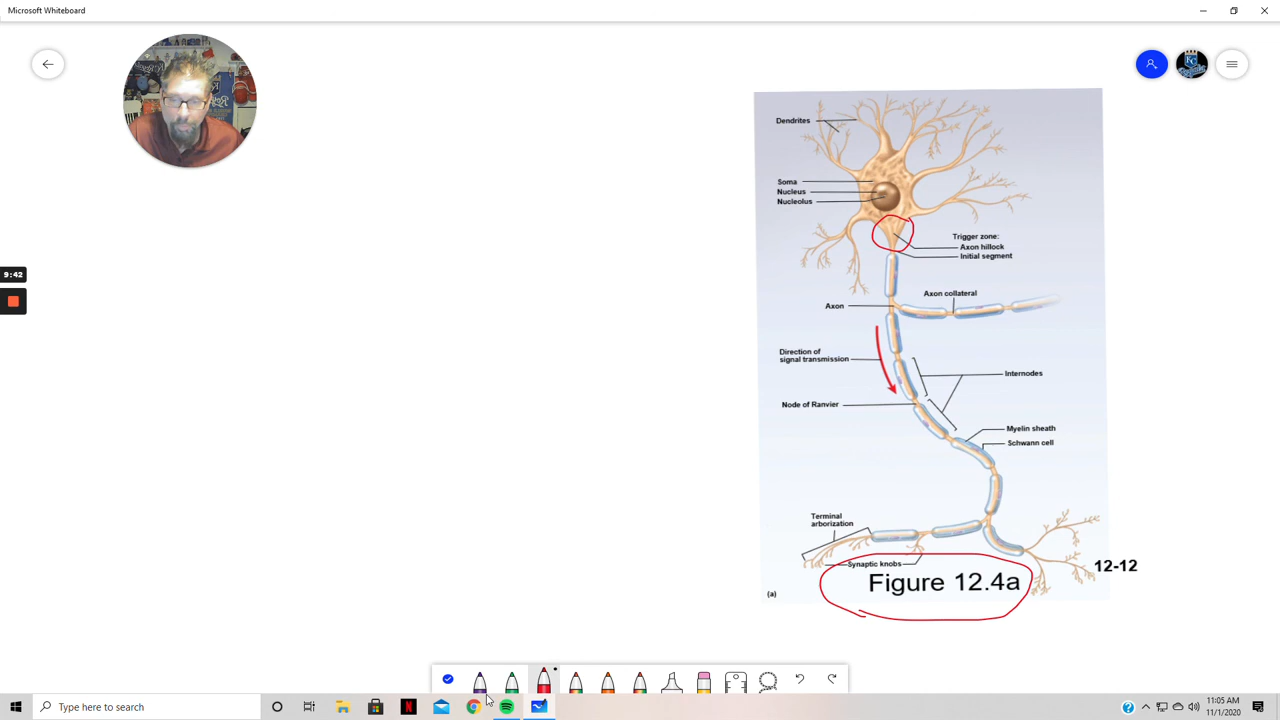 Microsoft Whiteboard
KC
9:42
Dendrites
Soma
Nucleus
Nucleolus
Trigger zone:
Axon hillock
Initial segment
Axon collateral
Axon
Direction of
signal transmission
Internodes
Node of Ranvier
Myelin sheath
Schwann cell
Terminal
arborization
Synaptic knobs
12-12
Figure 12.4a
(a)
Type here to search
11:05 AM
11/1/2020